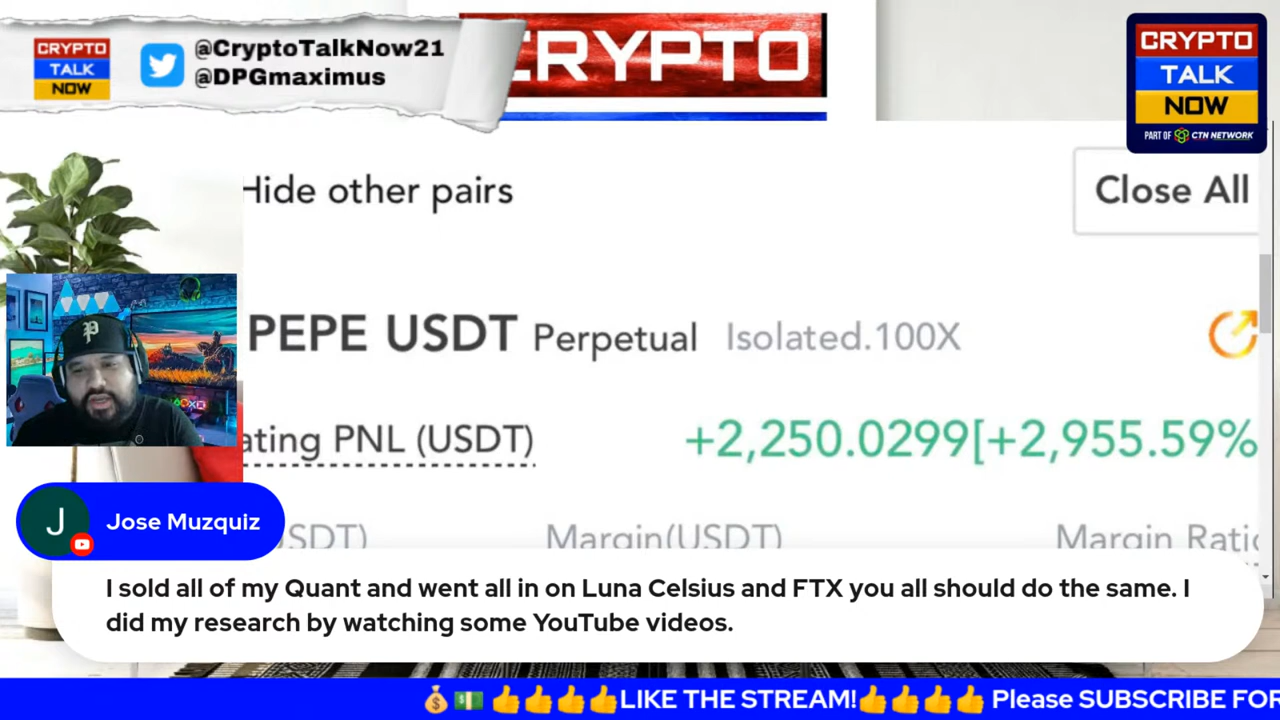 CRYPTO
TALK
NOW
@CryptoTalkNow21
@DPGmaximus
CRYPTO
CRYPTO
TALK
NOW
PART OF CTN NETWORK
Hide other pairs
Close All
PEPE USDT Perpetual Isolated.100X
ating PNL (USDT)
+2,250.0299[+2,955.59%
P
J
Jose Muzquiz
SDT)
Margin(USDT)
Margin Ratio
I sold all of my Quant and went all in on Luna Celsius and FTX you all should do the same. I
did my research by watching some YouTube videos.
LIKE THE STREAM! Please SUBSCRIBE FOR